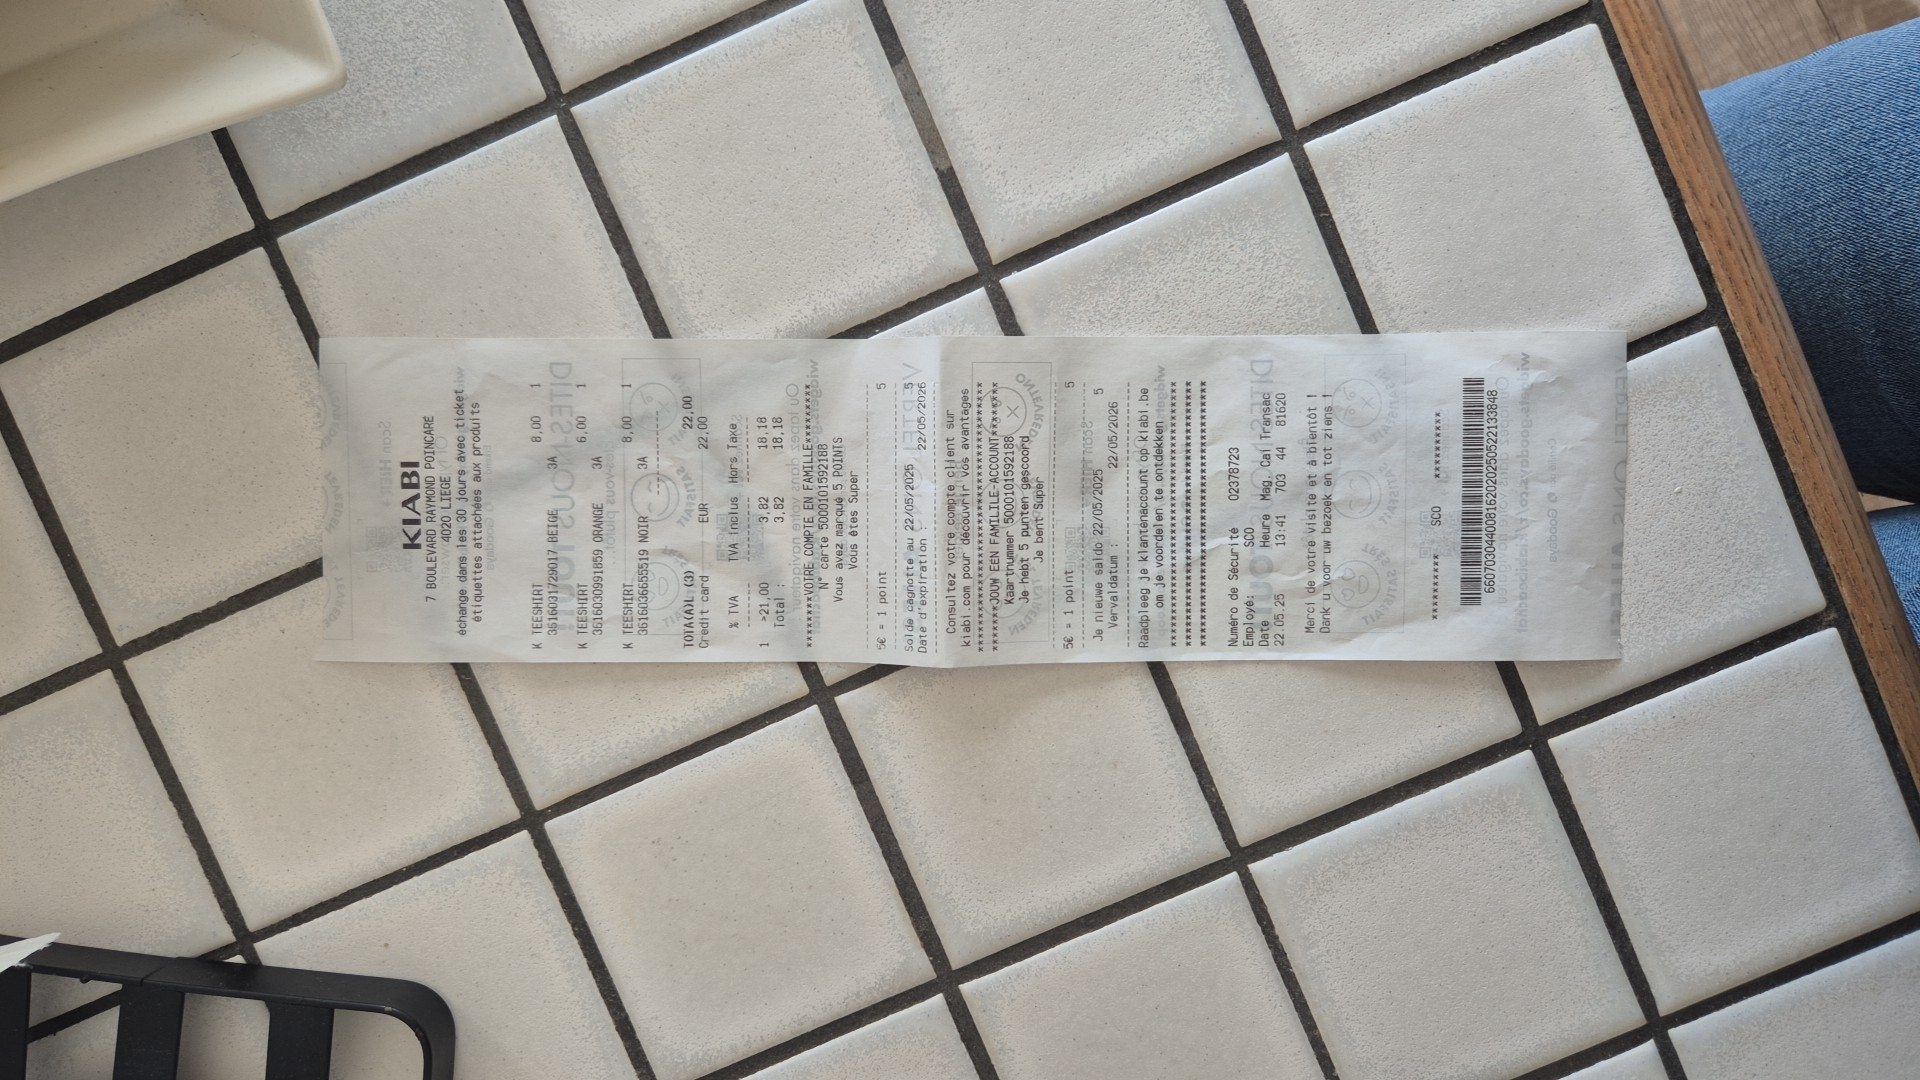 KIABI
7 BOULEVARD RAYMOND POINCARE
4020 LIEGE
échange dans les 30 jours avec ticket
étiquettes attachées aux produits
K TEESHIRT 8,00 1
3616031729017 BEIGE 3A
K TEESHIRT 6,00 1
3616030991859 ORANGE 3A
K TEESHIRT 8,00 1
3616036655519 NOIR 3A
TOTA(A)L (3) 22,00
Credit card EUR 22,00
% TVA TVA inclus Hors Taxe
1 >21,00 3,82 18,18
Total : 3,82 18,18
VOTRE COMPTE EN FAMILLE
N° carte 5000101592188
Vous avez marqué 5 POINTS
Vous êtes Super
5€ = 1 point 5
Solde cagnotte au 22/05/2025 5
Date d'expiration : 22/05/2026
Consultez votre compte client sur
kiabi.com pour découvrir vos avantages
JOUW EEN FAMILILE-ACCOUNT
Kaartnummer 5000101592188
Je hebt 5 punten gescoord
Je bent Super
5€ = 1 point 5
Je nieuwe saldo 22/05/2025 5
Vervaldatum : 22/05/2026
Raadpleeg je klantenaccount op kiabi.be
om je voordelen te ontdekken
Numéro de Sécurité 02378723
Employé: SCO
Date Heure Mag. Cai Transac
22.05.25 13:41 703 44 81620
Merci de votre visite et à bientôt !
Dank u voor uw bezoek en tot ziens !
********* SCO *********
6607030440081620202505221338​48